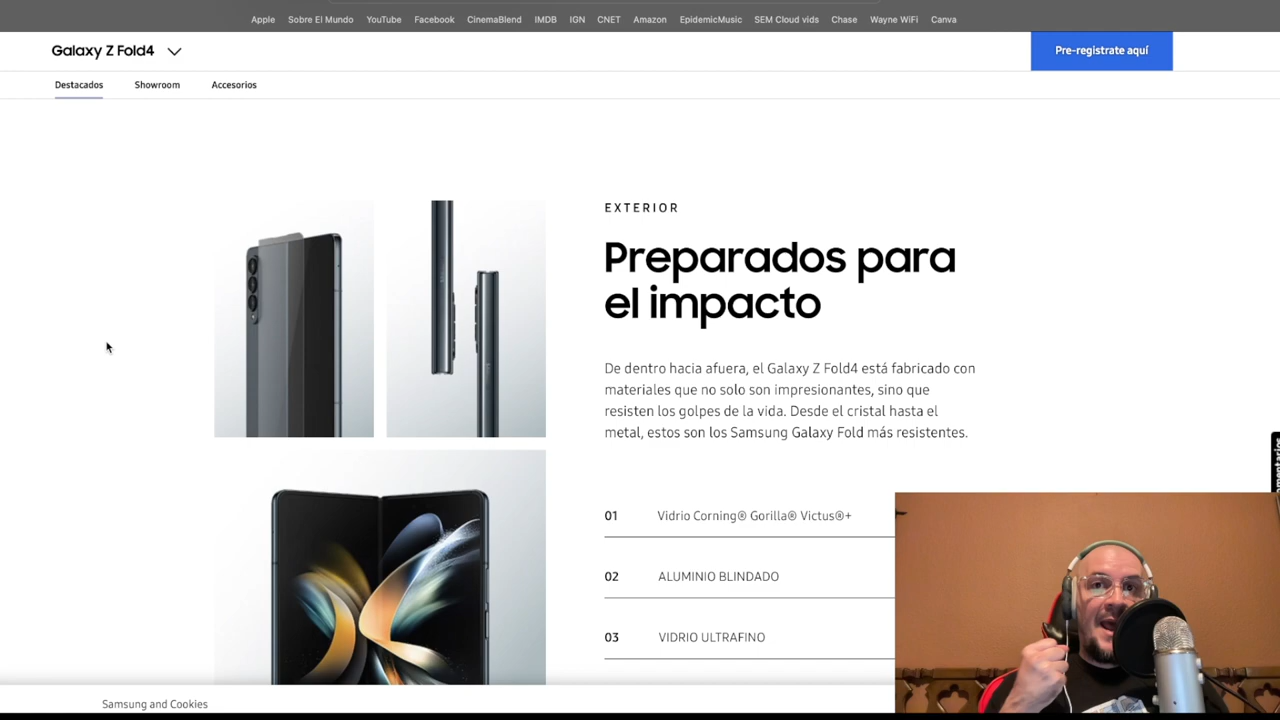 Apple Sobre El Mundo YouTube Facebook CinemaBlend IMDB IGN CNET Amazon EpidemicMusic SEM Cloud vids Chase Wayne WiFi Canva
Galaxy Z Fold4
Pre-registrate aquí
Destacados Showroom Accesorios
EXTERIOR
Preparados para
el impacto
De dentro hacia afuera, el Galaxy Z Fold4 está fabricado con
materiales que no solo son impresionantes, sino que
resisten los golpes de la vida. Desde el cristal hasta el
metal, estos son los Samsung Galaxy Fold más resistentes.
01 Vidrio Corning® Gorilla® Victus®+
02 ALUMINIO BLINDADO
03 VIDRIO ULTRAFINO
Samsung and Cookies